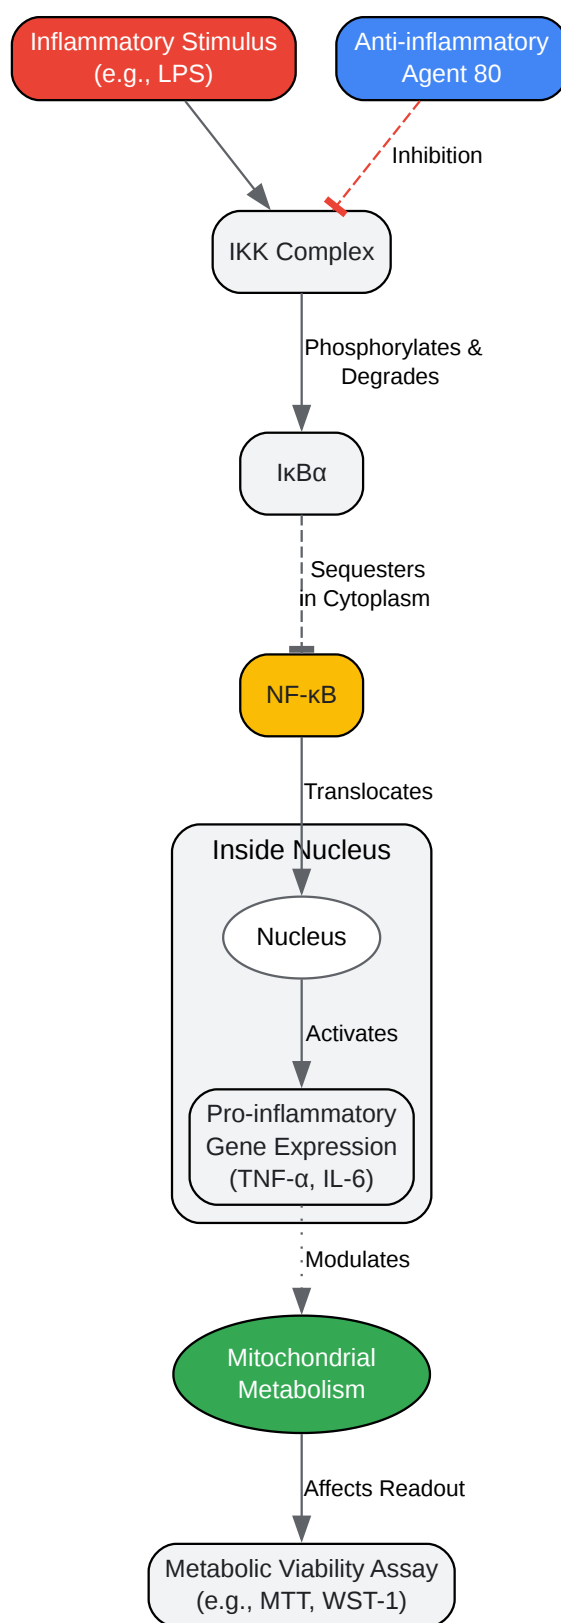 Inflammatory Stimulus
(e.g., LPS)
Anti-inflammatory
Agent 80
Inhibition
IKK Complex
Phosphorylates &
Degrades
IκBα
Sequesters
in Cytoplasm
NF-κB
Translocates
Inside Nucleus
Nucleus
Activates
Pro-inflammatory
Gene Expression
(TNF-α, IL-6)
Modulates
Mitochondrial
Metabolism
Affects Readout
Metabolic Viability Assay
(e.g., MTT, WST-1)